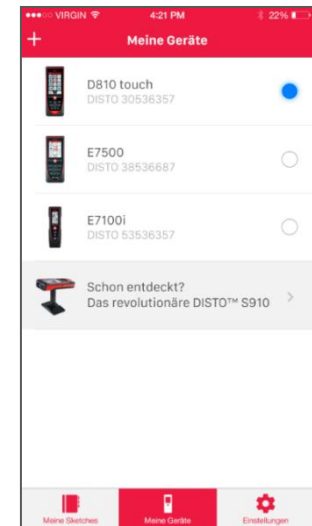 VIRGIN 4:21 PM 22%
Meine Geräte
D810 touch
DISTO 30536357
E7500
DISTO 38536687
E7100i
DISTO 53536357
Schon entdeckt?
Das revolutionäre DISTO™ S910
Meine Sketches Meine Geräte Einstellungen